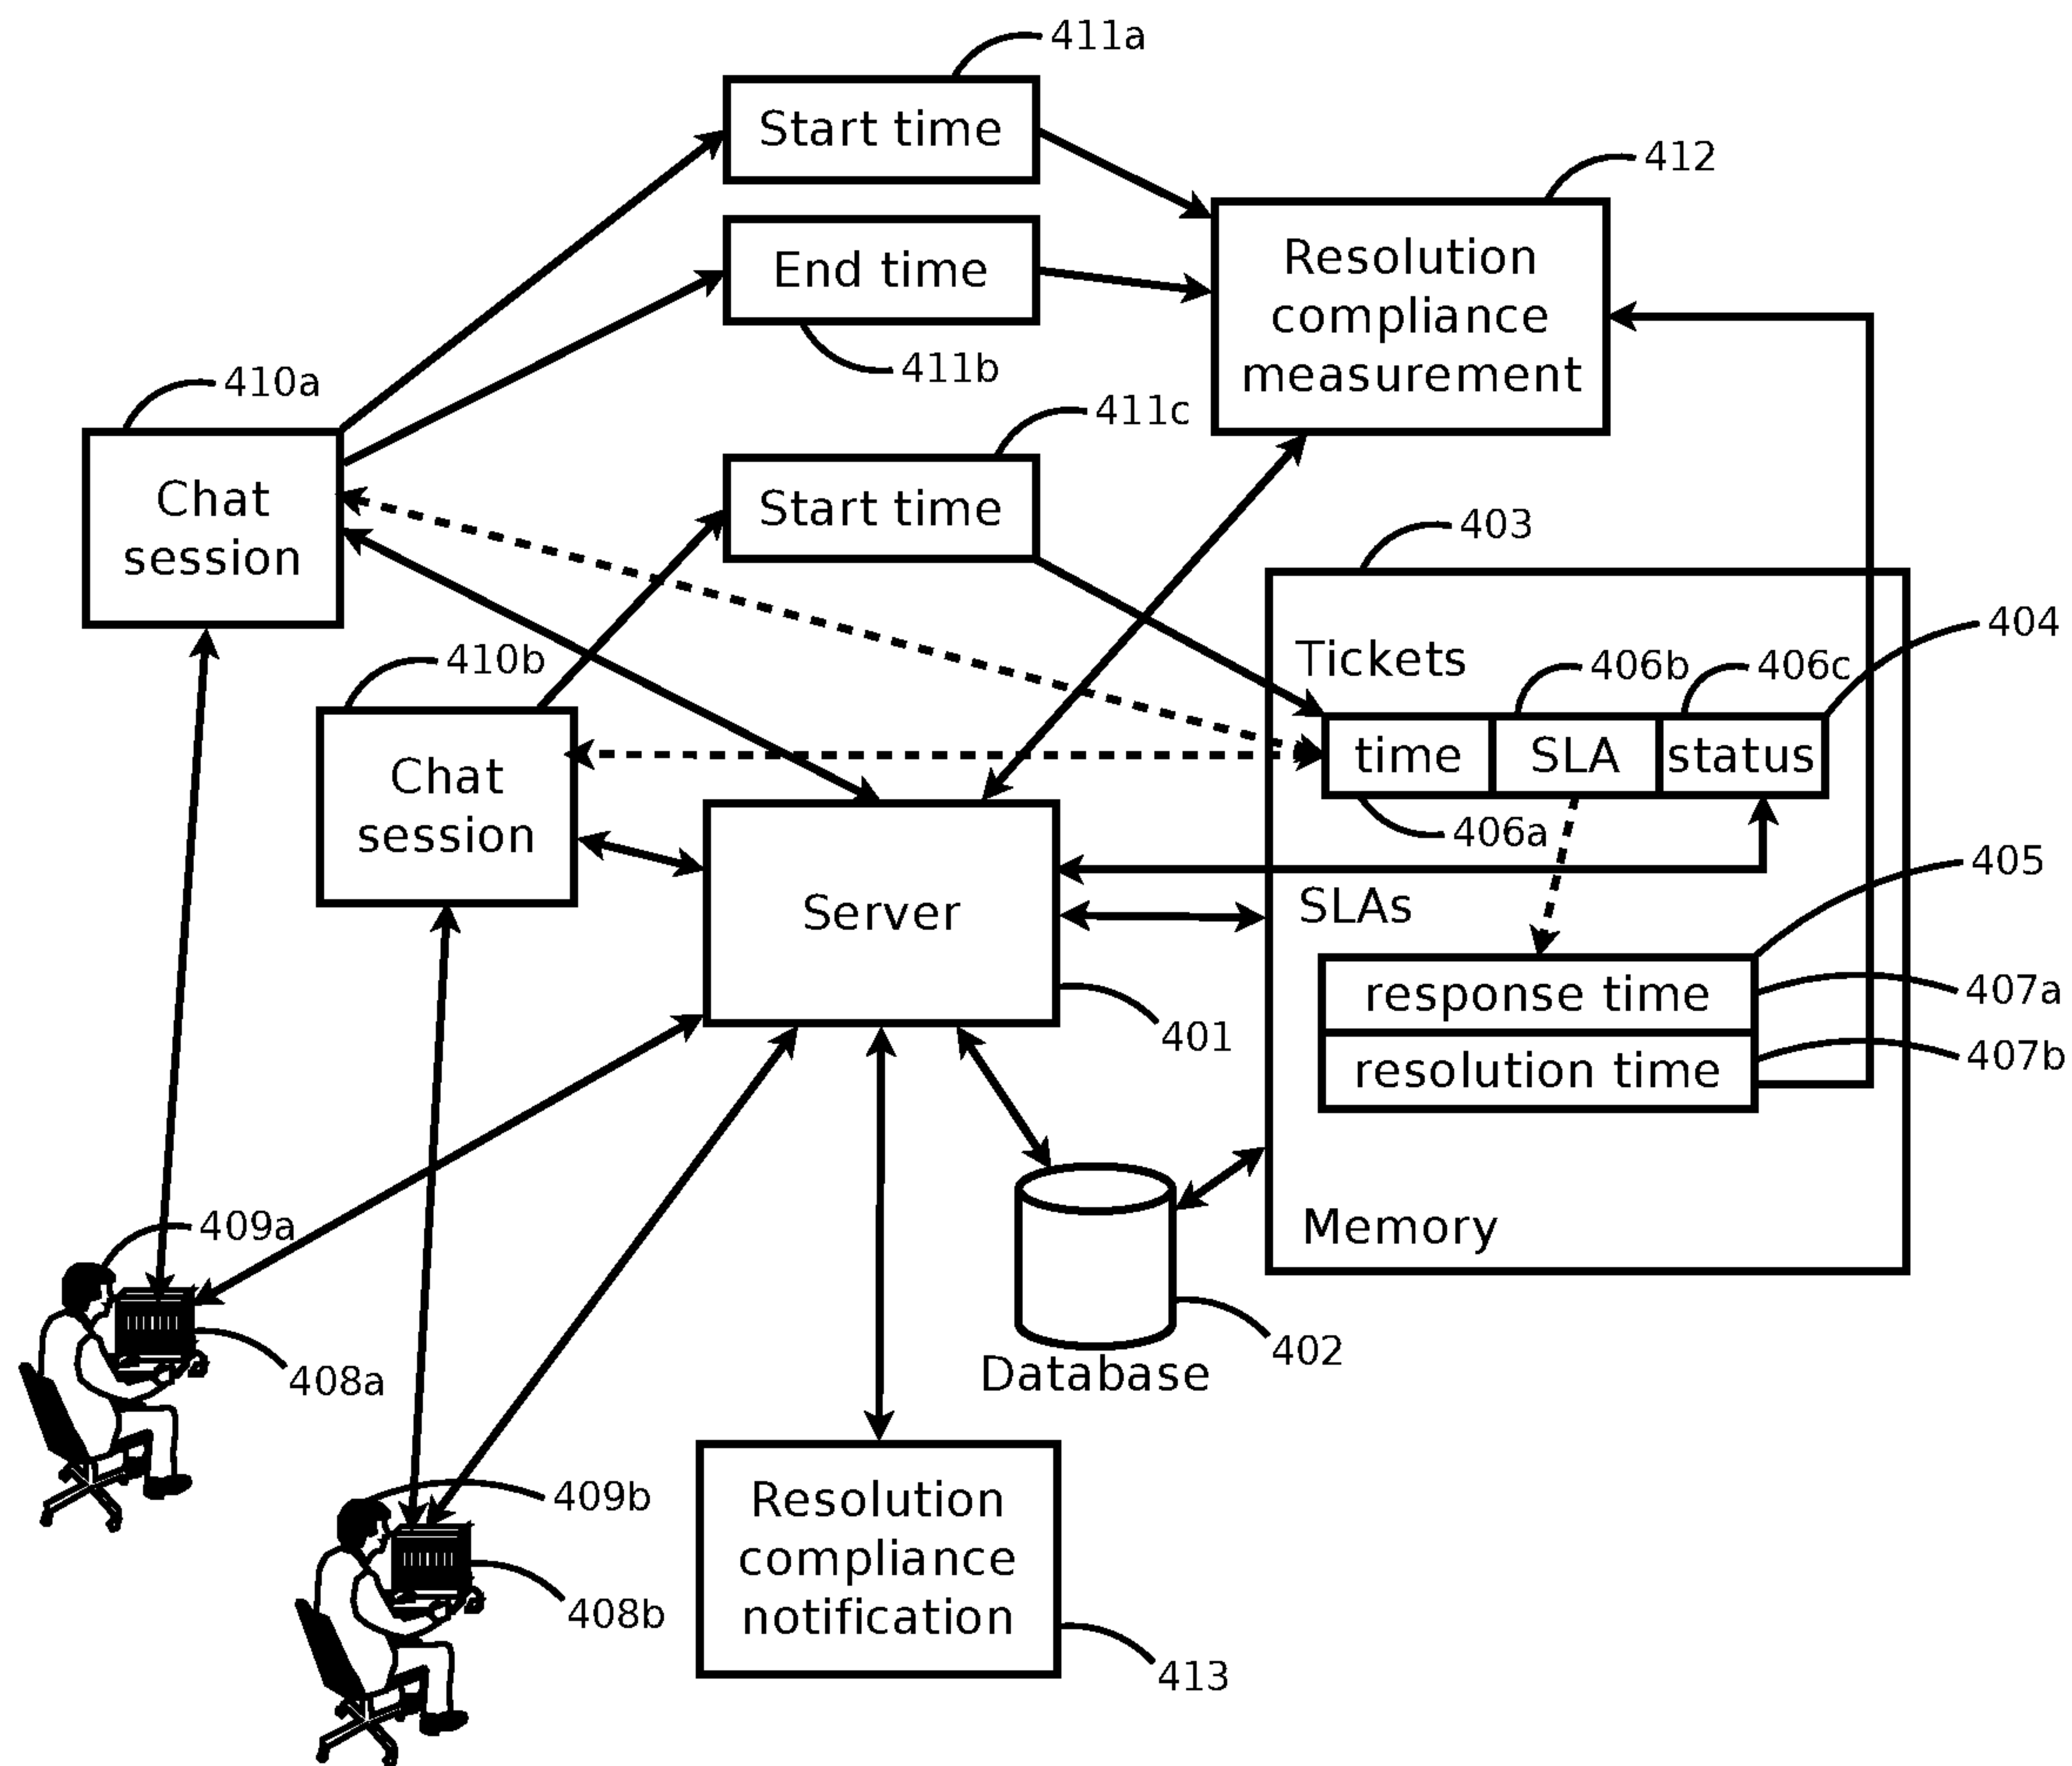 411a
Start time
412
End time
Resolution
compliance
measurement
411b
410a
411c
Chat
session
Start time
403
404
Tickets
406b
406c
410b
time
SLA
status
Chat
session
406a
405
SLAs
Server
response time
407a
401
resolution time
407b
Memory
409a
402
408a
Database
409b
Resolution
compliance
notification
408b
413